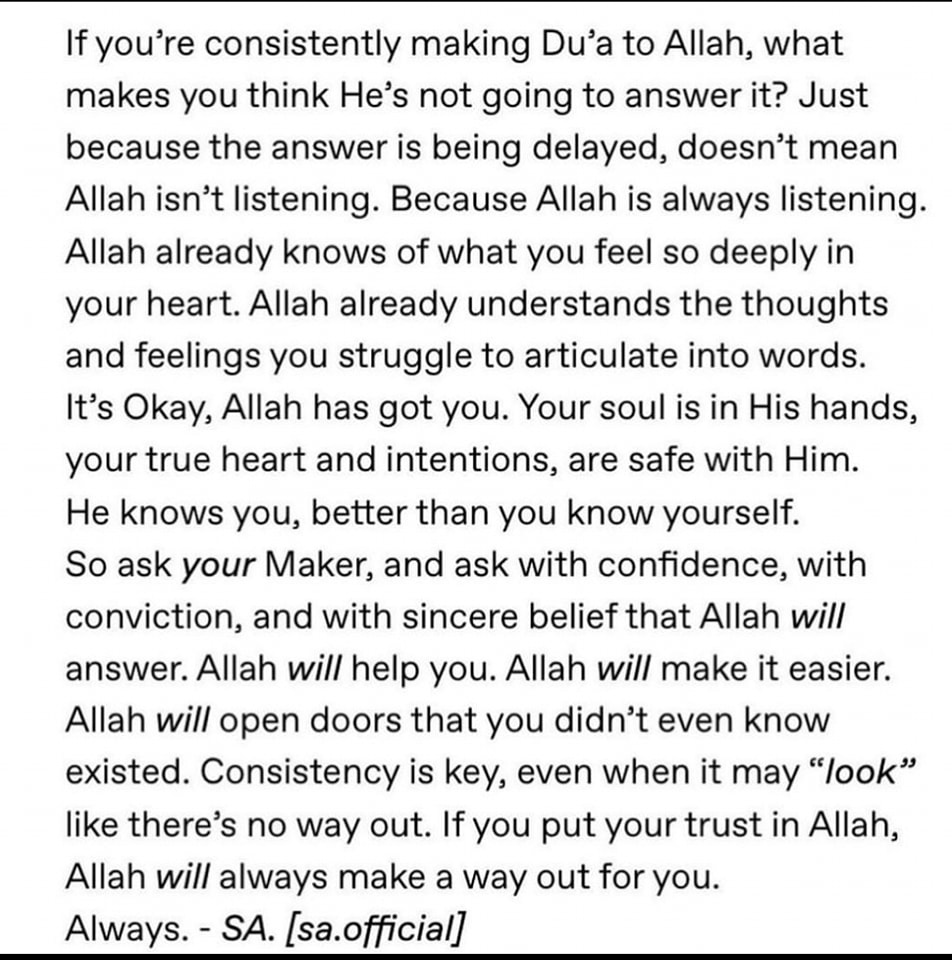 If you’re consistently making Du’a to Allah, what
makes you think He’s not going to answer it? Just
because the answer is being delayed, doesn’t mean
Allah isn’t listening. Because Allah is always listening.
Allah already knows of what you feel so deeply in
your heart. Allah already understands the thoughts
and feelings you struggle to articulate into words.
It’s Okay, Allah has got you. Your soul is in His hands,
your true heart and intentions, are safe with Him.
He knows you, better than you know yourself.
So ask your Maker, and ask with confidence, with
conviction, and with sincere belief that Allah will
answer. Allah will help you. Allah will make it easier.
Allah will open doors that you didn’t even know
existed. Consistency is key, even when it may “look”
like there’s no way out. If you put your trust in Allah,
Allah will always make a way out for you.
Always. - SA. [sa.official]